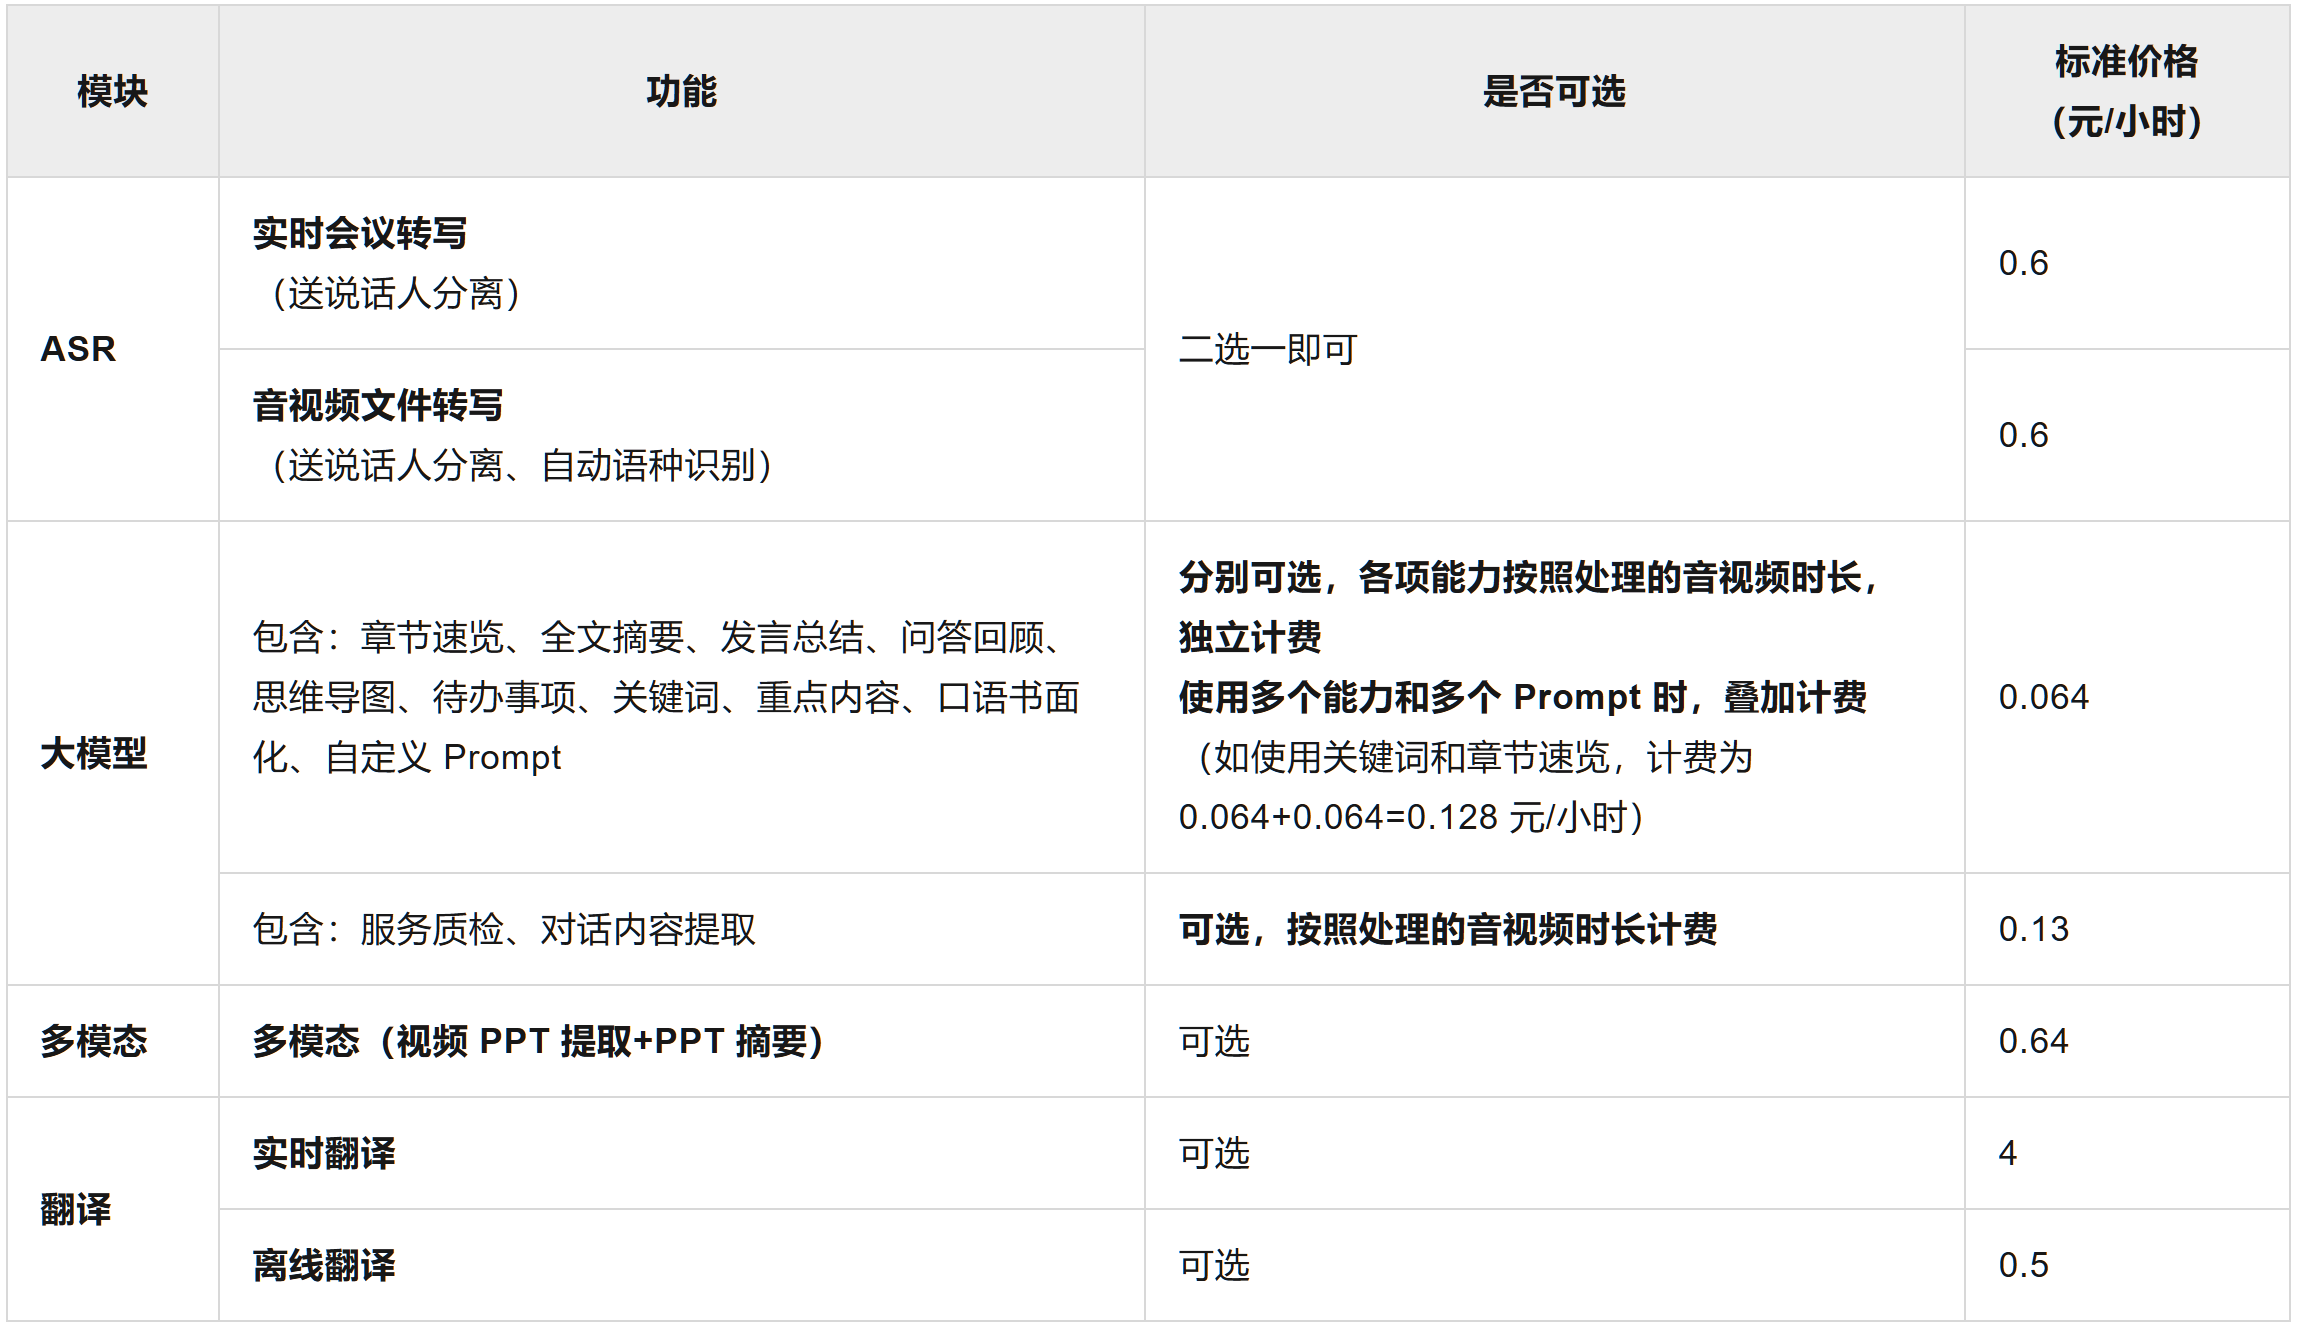 模块
功能
是否可选
标准价格
（元/小时）
ASR
实时会议转写
（送说话人分离）
二选一即可
0.6
音视频文件转写
（送说话人分离、自动语种识别）
0.6
大模型
包含：章节速览、全文摘要、发言总结、问答回顾、
思维导图、待办事项、关键词、重点内容、口语书面
化、自定义 Prompt
分别可选，各项能力按照处理的音视频时长，
独立计费
使用多个能力和多个 Prompt 时，叠加计费
（如使用关键词和章节速览，计费为
0.064+0.064=0.128 元/小时）
0.064
包含：服务质检、对话内容提取
可选，按照处理的音视频时长计费
0.13
多模态
多模态（视频 PPT 提取+PPT 摘要）
可选
0.64
翻译
实时翻译
可选
4
离线翻译
可选
0.5